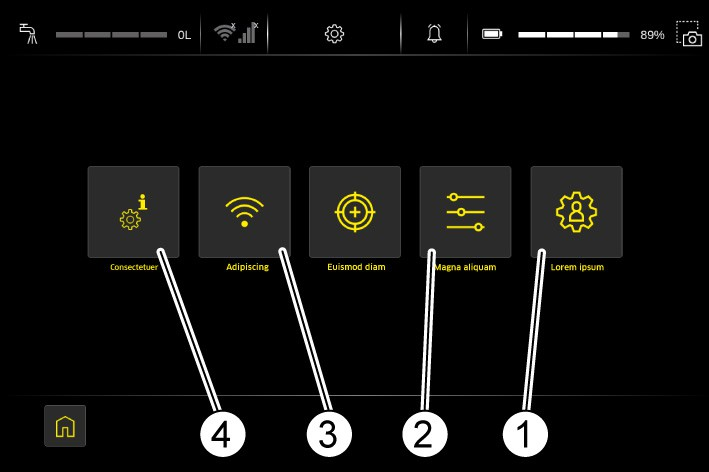 0L
x
x
89%
i
Consectetuer Adipiscing Euismod diam Magna aliquam Lorem ipsum
4 3 2 1